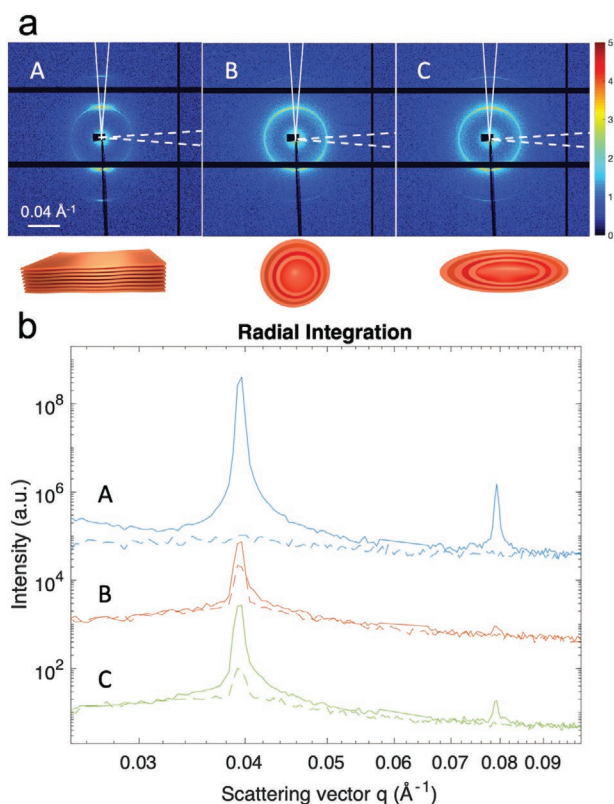 a
A B C
5
4
3
2
1
0
0.04 Å⁻¹
b
Radial Integration
Intensity (a.u.)
10⁸
10⁶
10⁴
10²
A
B
C
0.03 0.04 0.05 0.06 0.07 0.08 0.09
Scattering vector q (Å⁻¹)